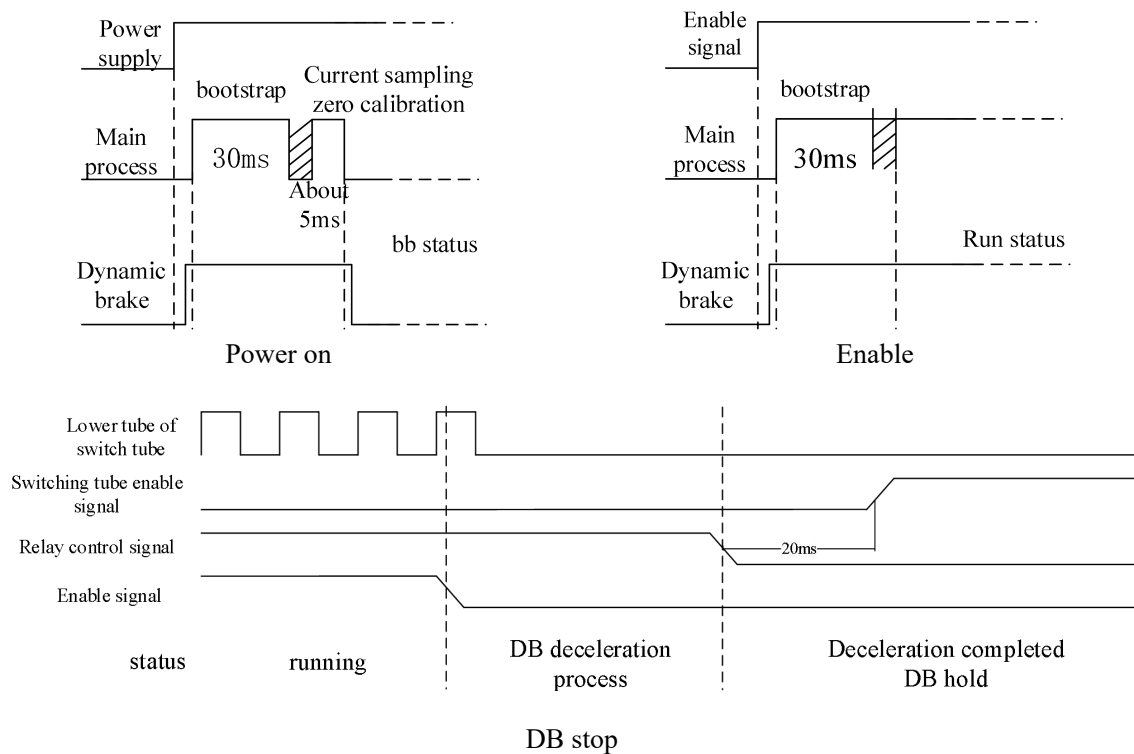 Power
supply
bootstrap
Current sampling
zero calibration
Main
process
30ms
About
5ms
bb status
Dynamic
brake
Power on
Enable
signal
bootstrap
Main
process
30ms
Run status
Dynamic
brake
Enable
Lower tube of
switch tube
Switching tube enable
signal
Relay control signal
20ms
Enable signal
status
running
DB deceleration
process
Deceleration completed
DB hold
DB stop